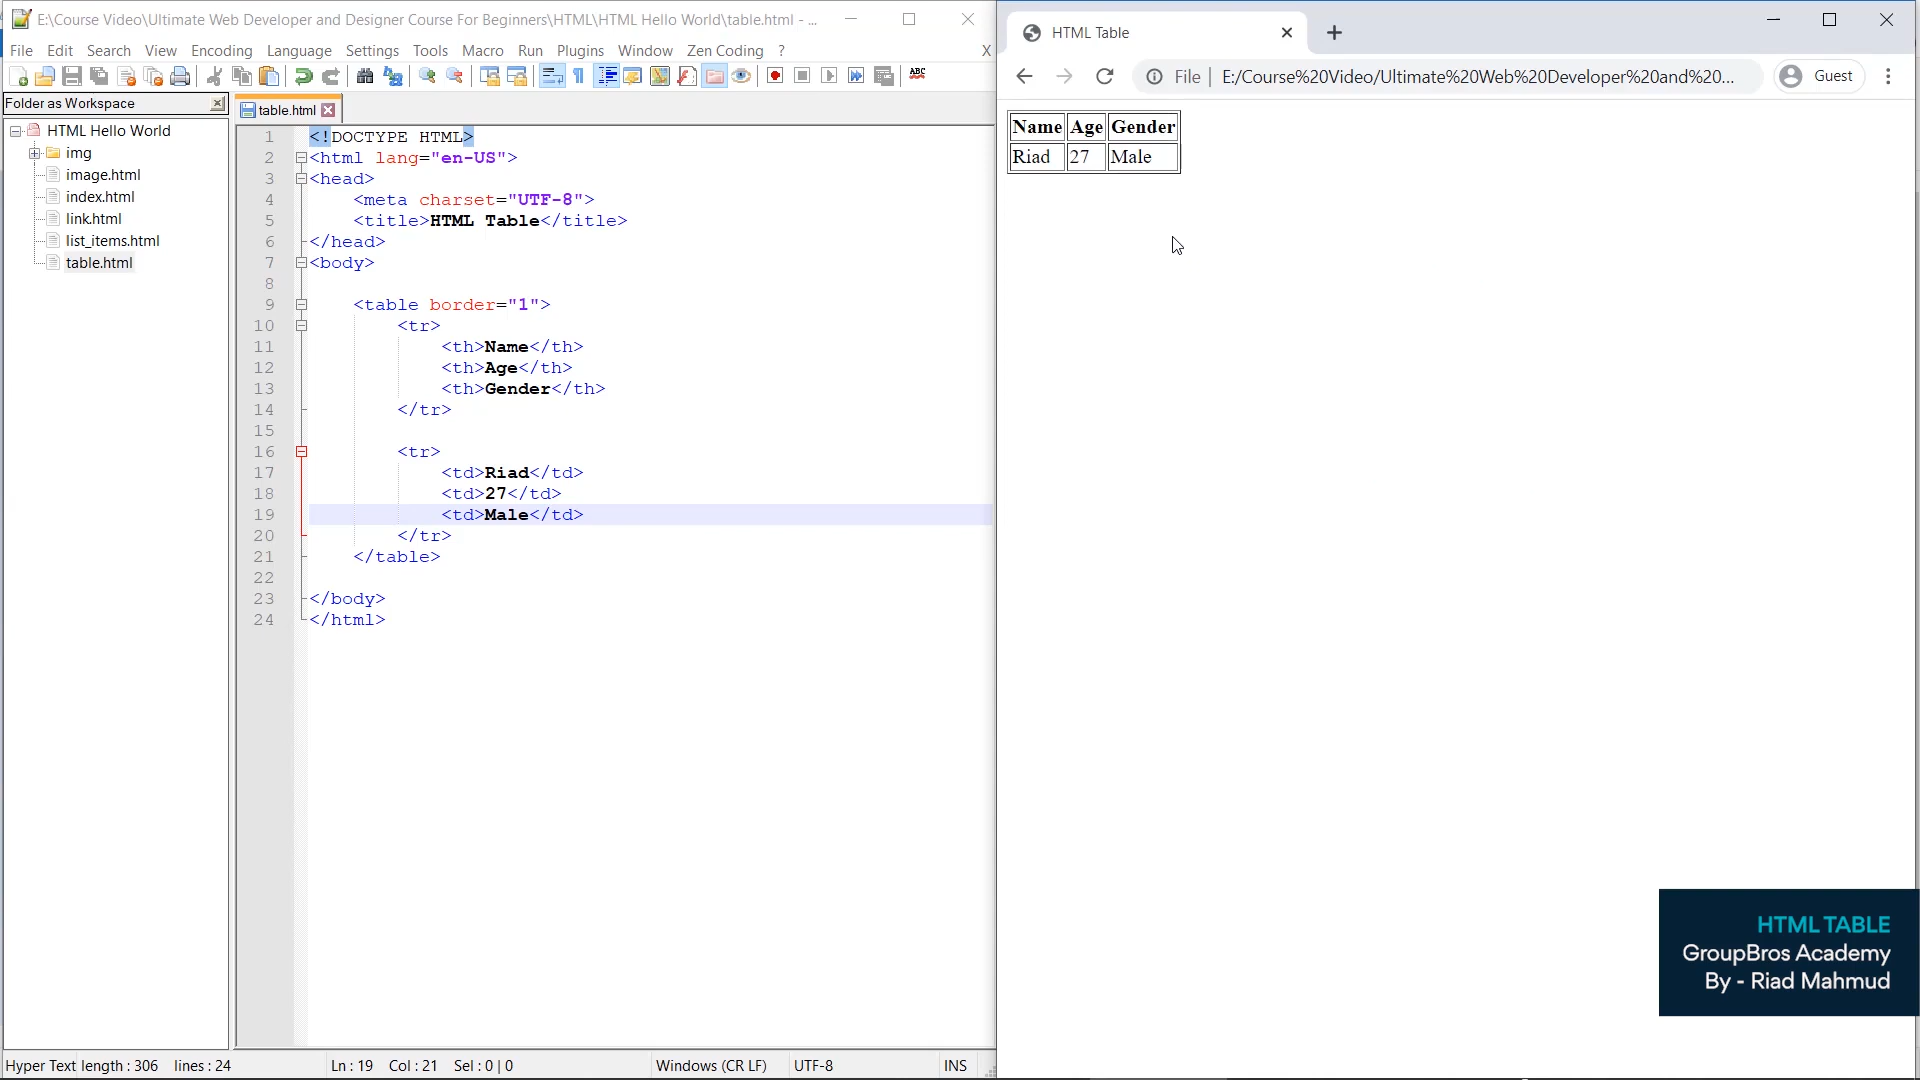 E:\Course Video\Ultimate Web Developer and Designer Course For Beginners\HTML\HTML Hello World\table.html - ...
File Edit Search View Encoding Language Settings Tools Macro Run Plugins Window Zen Coding ? X
ABC
Folder as Workspace
HTML Hello World
img
image.html
index.html
link.html
list_items.html
table.html
table.html
1 <!DOCTYPE HTML>
2 <html lang="en-US">
3 <head>
4 <meta charset="UTF-8">
5 <title>HTML Table</title>
6 </head>
7 <body>
8
9 <table border="1">
10 <tr>
11 <th>Name</th>
12 <th>Age</th>
13 <th>Gender</th>
14 </tr>
15
16 <tr>
17 <td>Riad</td>
18 <td>27</td>
19 <td>Male</td>
20 </tr>
21 </table>
22
23 </body>
24 </html>
Hyper Text length : 306 lines : 24 Ln : 19 Col : 21 Sel : 0 | 0 Windows (CR LF) UTF-8 INS
HTML Table
File E:/Course%20Video/Ultimate%20Web%20Developer%20and%20... Guest
Name Age Gender
Riad 27 Male
HTML TABLE
GroupBros Academy
By - Riad Mahmud